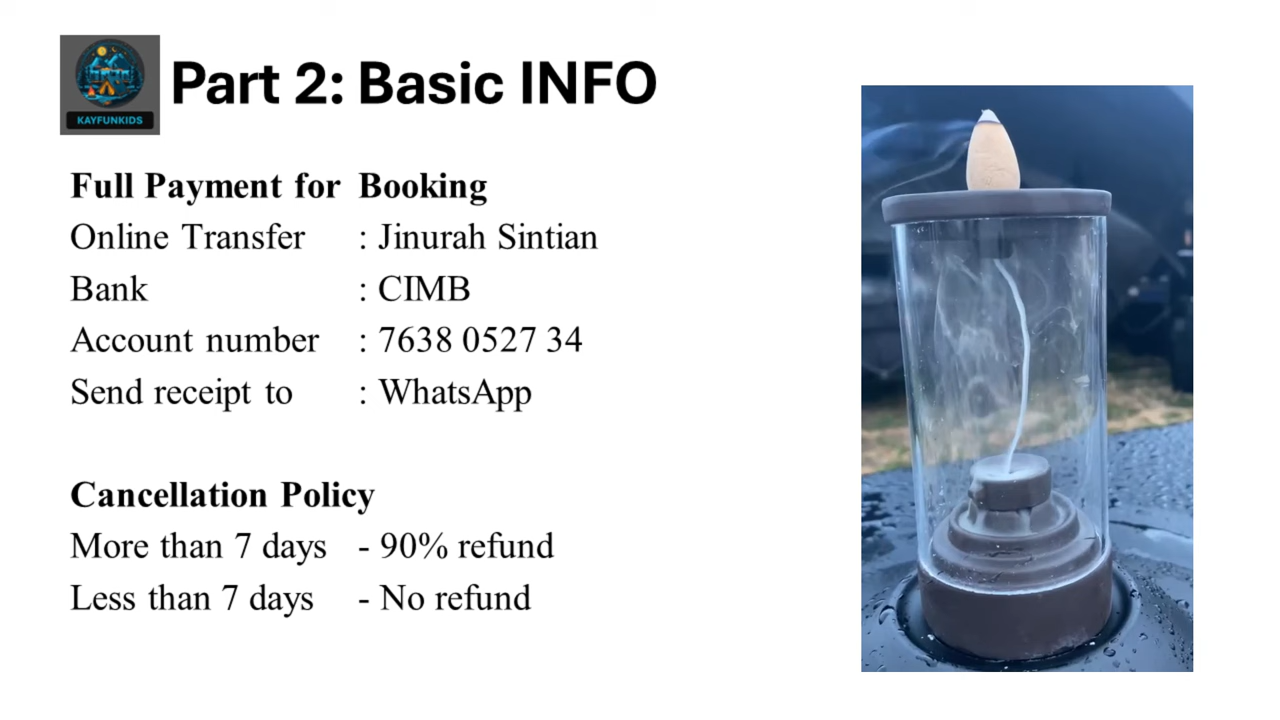 KAYFUNKIDS
Part 2: Basic INFO
Full Payment for Booking
Online Transfer : Jinurah Sintian
Bank : CIMB
Account number : 7638 0527 34
Send receipt to : WhatsApp
Cancellation Policy
More than 7 days - 90% refund
Less than 7 days - No refund